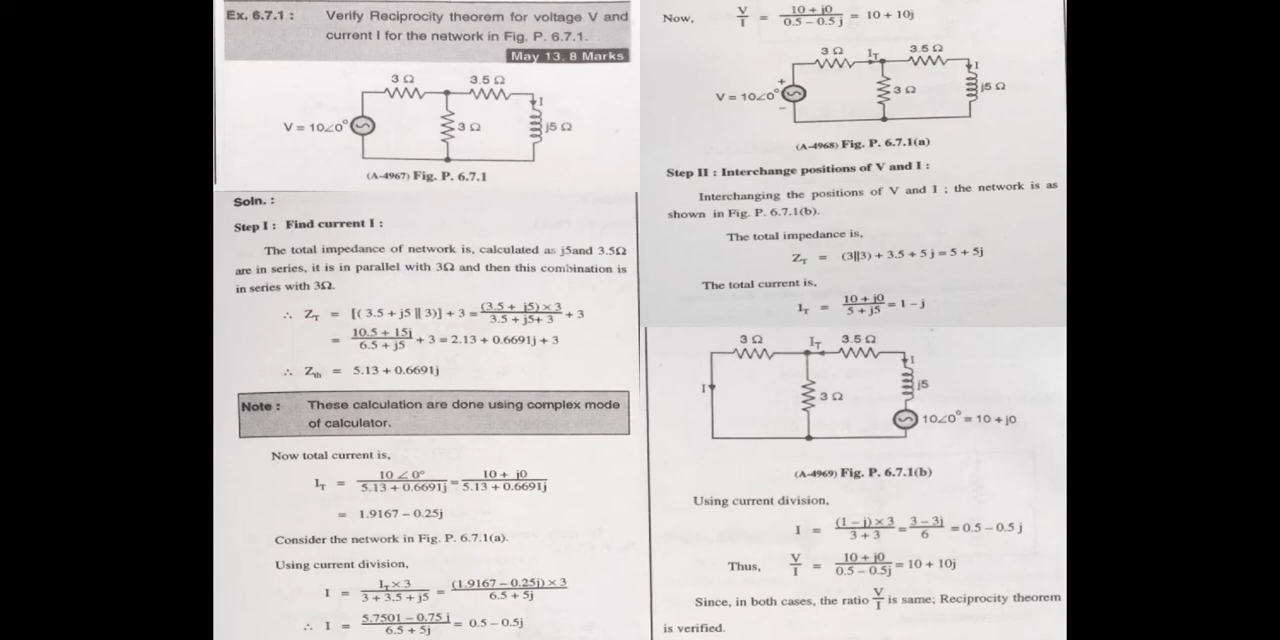 Ex. 6.7.1 : Verify Reciprocity theorem for voltage V and
current I for the network in Fig. P. 6.7.1.
May 13, 8 Marks
3 Ω
3.5 Ω
I
V = 10∠0°
3 Ω
j5 Ω
(A-4967) Fig. P. 6.7.1
Soln. :
Step I : Find current I :
The total impedance of network is, calculated as j5and 3.5Ω
are in series, it is in parallel with 3Ω and then this combination is
in series with 3Ω.
∴ Z_T = [( 3.5 + j5 || 3)] + 3 = (3.5 + j5) × 3 / 3.5 + j5 + 3 + 3
= 10.5 + 15j / 6.5 + j5 + 3 = 2.13 + 0.6691j + 3
∴ Z_th = 5.13 + 0.6691j
Note : These calculation are done using complex mode
of calculator.
Now total current is,
I_T = 10 ∠ 0° / 5.13 + 0.6691j = 10 + j0 / 5.13 + 0.6691j
= 1.9167 – 0.25j
Consider the network in Fig. P. 6.7.1(a).
Using current division,
I = I_T × 3 / 3 + 3.5 + j5 = (1.9167 – 0.25j) × 3 / 6.5 + 5j
∴ I = 5.7501 – 0.75 j / 6.5 + 5j = 0.5 – 0.5j
Now, V / I = 10 + j0 / 0.5 – 0.5 j = 10 + 10j
3 Ω
I_T
3.5 Ω
I
+
V = 10∠0°
–
3 Ω
j5 Ω
(A-4968) Fig. P. 6.7.1(a)
Step II : Interchange positions of V and I :
Interchanging the positions of V and I ; the network is as
shown in Fig. P. 6.7.1(b).
The total impedance is,
Z_T = (3||3) + 3.5 + 5 j = 5 + 5j
The total current is,
I_T = 10 + j0 / 5 + j5 = 1 – j
3 Ω
I_T
3.5 Ω
I
I
j5
3 Ω
10∠0° = 10 + j0
(A-4969) Fig. P. 6.7.1(b)
Using current division,
I = (1 – j) × 3 / 3 + 3 = 3 – 3j / 6 = 0.5 – 0.5 j
Thus, V / I = 10 + j0 / 0.5 – 0.5j = 10 + 10j
Since, in both cases, the ratio V / I is same; Reciprocity theorem
is verified.